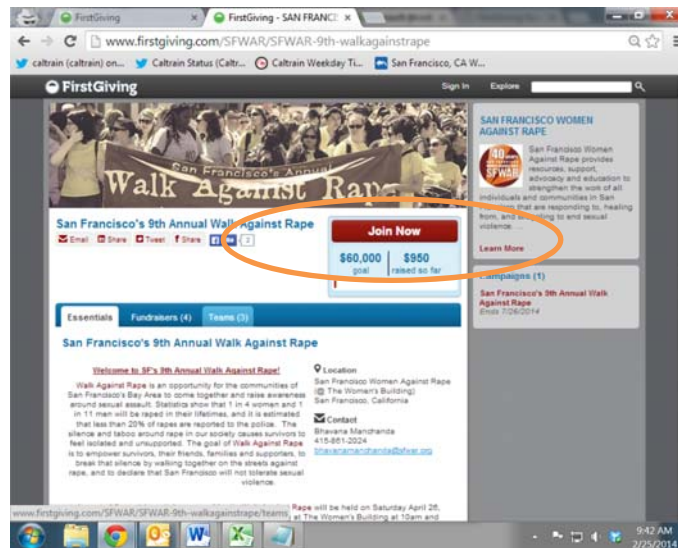 FirstGiving
FirstGiving - SAN FRANCI
www.firstgiving.com/SFWAR/SFWAR-9th-walkagainstrape
caltrain (caltrain) on...
Caltrain Status (Caltr...
Caltrain Weekday Ti...
San Francisco, CA W...
FirstGiving
Sign In
Explore
San Francisco's Annual
Walk Against Rape
San Francisco's 9th Annual Walk Against Rape
Email
Share
Tweet
Share
2
Join Now
$60,000
goal
$950
raised so far
Essentials
Fundraisers (4)
Teams (3)
San Francisco's 9th Annual Walk Against Rape
Welcome to SF's 9th Annual Walk Against Rape!
Walk Against Rape is an opportunity for the communities of
San Francisco's Bay Area to come together and raise awareness
around sexual assault. Statistics show that 1 in 4 women and 1
in 11 men will be raped in their lifetimes, and it is estimated
that less than 20% of rapes are reported to the police. The
silence and taboo around rape in our society causes survivors to
feel isolated and unsupported. The goal of Walk Against Rape
is to empower survivors, their friends, families and supporters, to
break that silence by walking together on the streets against
rape, and to declare that San Francisco will not tolerate sexual
violence.
Rape will be held on Saturday April 26,
at The Women's Building at 10am and
Location
San Francisco Women Against Rape
(@ The Women's Building)
San Francisco, California
Contact
Bhavana Manchanda
415-861-2024
bhavanamanchanda@sfwar.org
SAN FRANCISCO WOMEN
AGAINST RAPE
40
SFWAR
San Francisco Women
Against Rape provides
resources, support,
advocacy and education to
strengthen the work of all
individuals and communities in San
that are responding to, healing
from, and to end sexual
violence. ...
Learn More
Campaigns (1)
San Francisco's 9th Annual Walk
Against Rape
Ends 7/26/2014
www.firstgiving.com/SFWAR/SFWAR-9th-walkagainstrape/teams
9:42 AM
2/25/2014